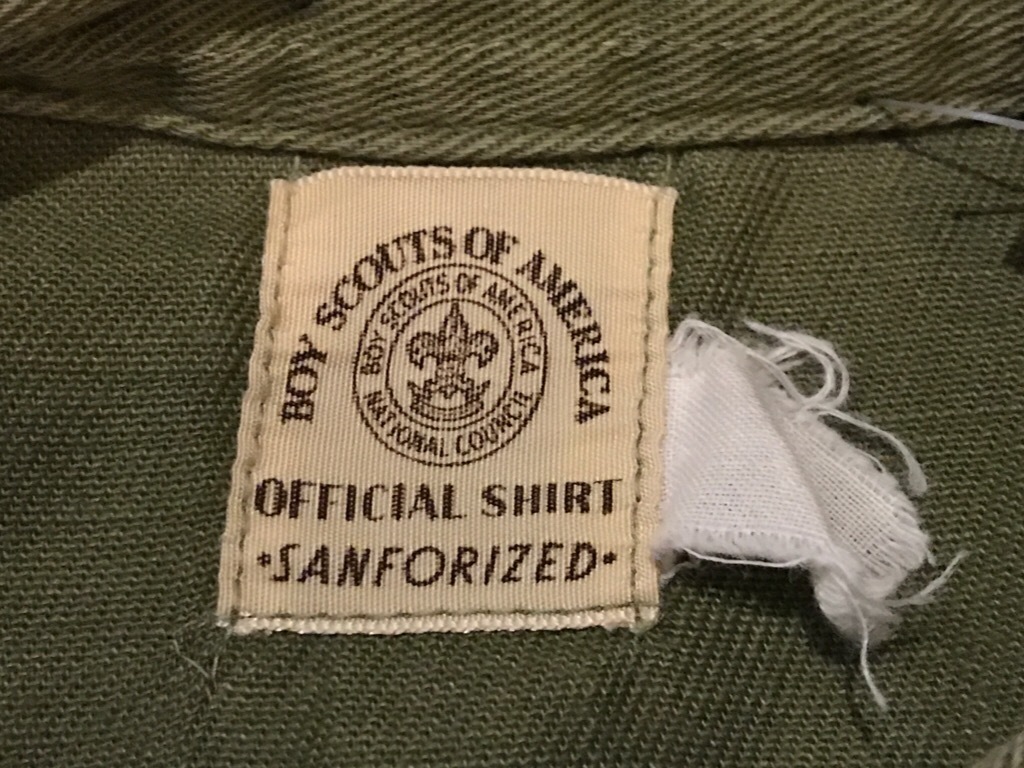 BOY SCOUTS OF AMERICA
BOY SCOUTS OF AMERICA
NATIONAL COUNCIL
OFFICIAL SHIRT
•SANFORIZED•